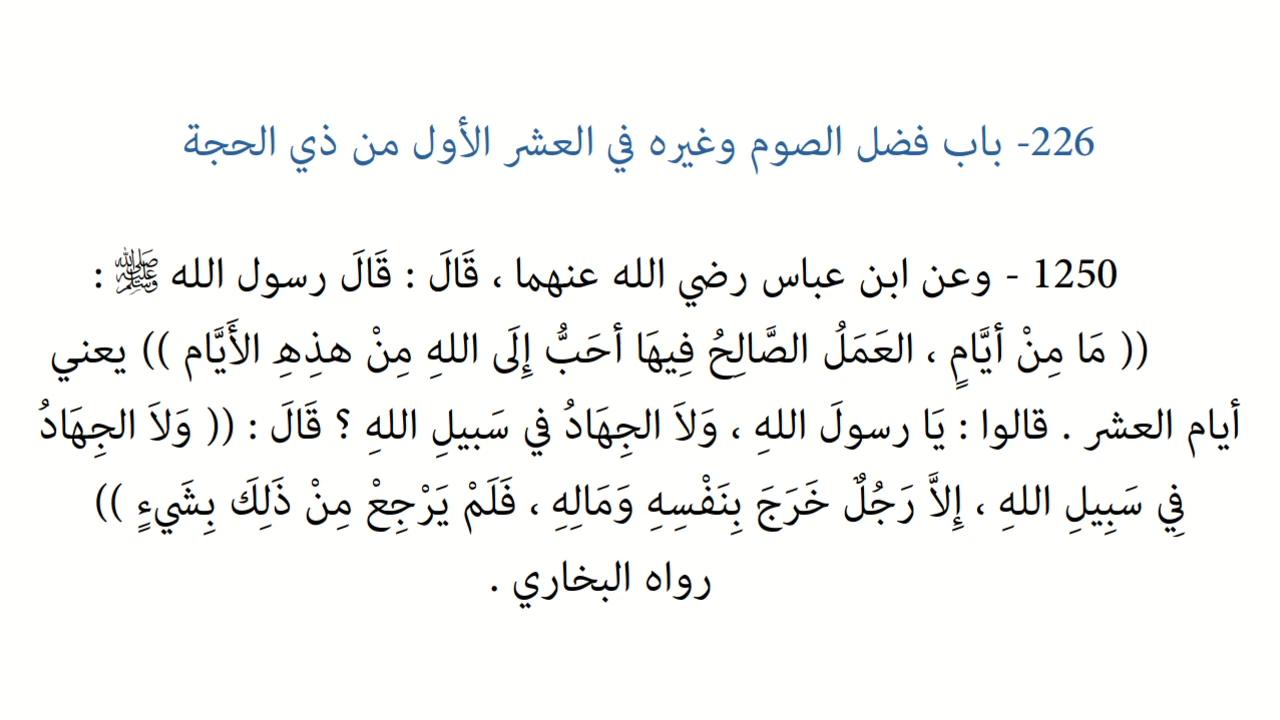 226- باب فضل الصوم وغيره في العشر الأول من ذي الحجة
1250 - وعن ابن عباس رضي الله عنهما ، قَالَ : قَالَ رسول الله ﷺ :
(( مَا مِنْ أيَّامٍ ، العَمَلُ الصَّالِحُ فِيهَا أحَبُّ إِلَى اللهِ مِنْ هذِهِ الأَيَّام )) يعني
أيام العشر . قالوا : يَا رسولَ اللهِ ، وَلاَ الجِهَادُ في سَبيلِ اللهِ ؟ قَالَ : (( وَلاَ الجِهَادُ
فِي سَبِيلِ اللهِ ، إِلاَّ رَجُلٌ خَرَجَ بِنَفْسِهِ وَمَالِهِ ، فَلَمْ يَرْجِعْ مِنْ ذَلِكَ بِشَيءٍ ))
رواه البخاري .